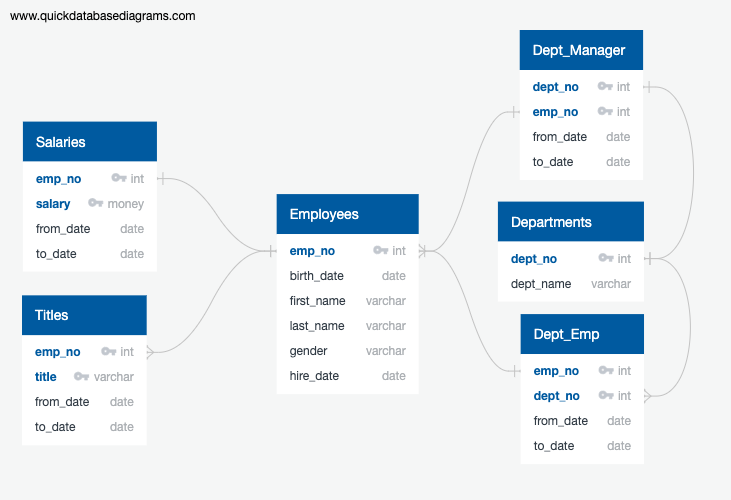 www.quickdatabasediagrams.com
Salaries
emp_no int
salary money
from_date date
to_date date
Titles
emp_no int
title varchar
from_date date
to_date date
Employees
emp_no int
birth_date date
first_name varchar
last_name varchar
gender varchar
hire_date date
Dept_Manager
dept_no int
emp_no int
from_date date
to_date date
Departments
dept_no int
dept_name varchar
Dept_Emp
emp_no int
dept_no int
from_date date
to_date date